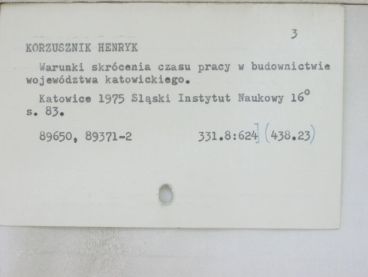 3
KORZUSZNIK HENRYK
Warunki skrócenia czasu pracy w budownictwie
województwa katowickiego.
Katowice 1975 Śląski Instytut Naukowy 16°
s. 83.
89650, 89371-2 331.8:624](438.23)